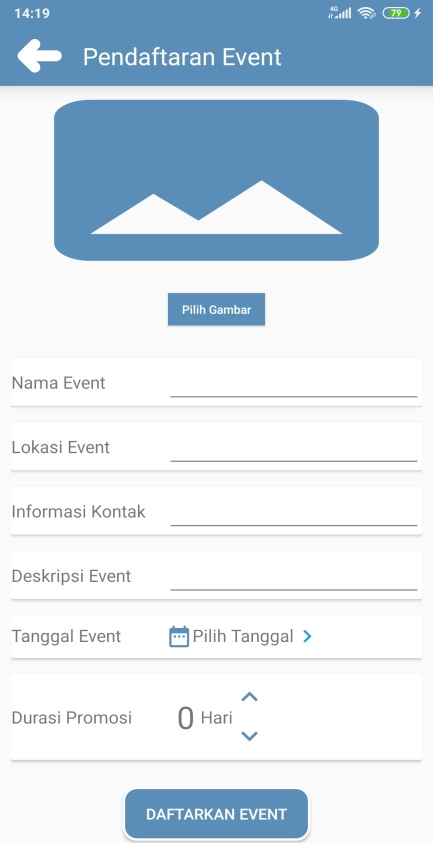 14:19
4G
79
Pendaftaran Event
Pilih Gambar
Nama Event
Lokasi Event
Informasi Kontak
Deskripsi Event
Tanggal Event Pilih Tanggal
Durasi Promosi 0 Hari
DAFTARKAN EVENT